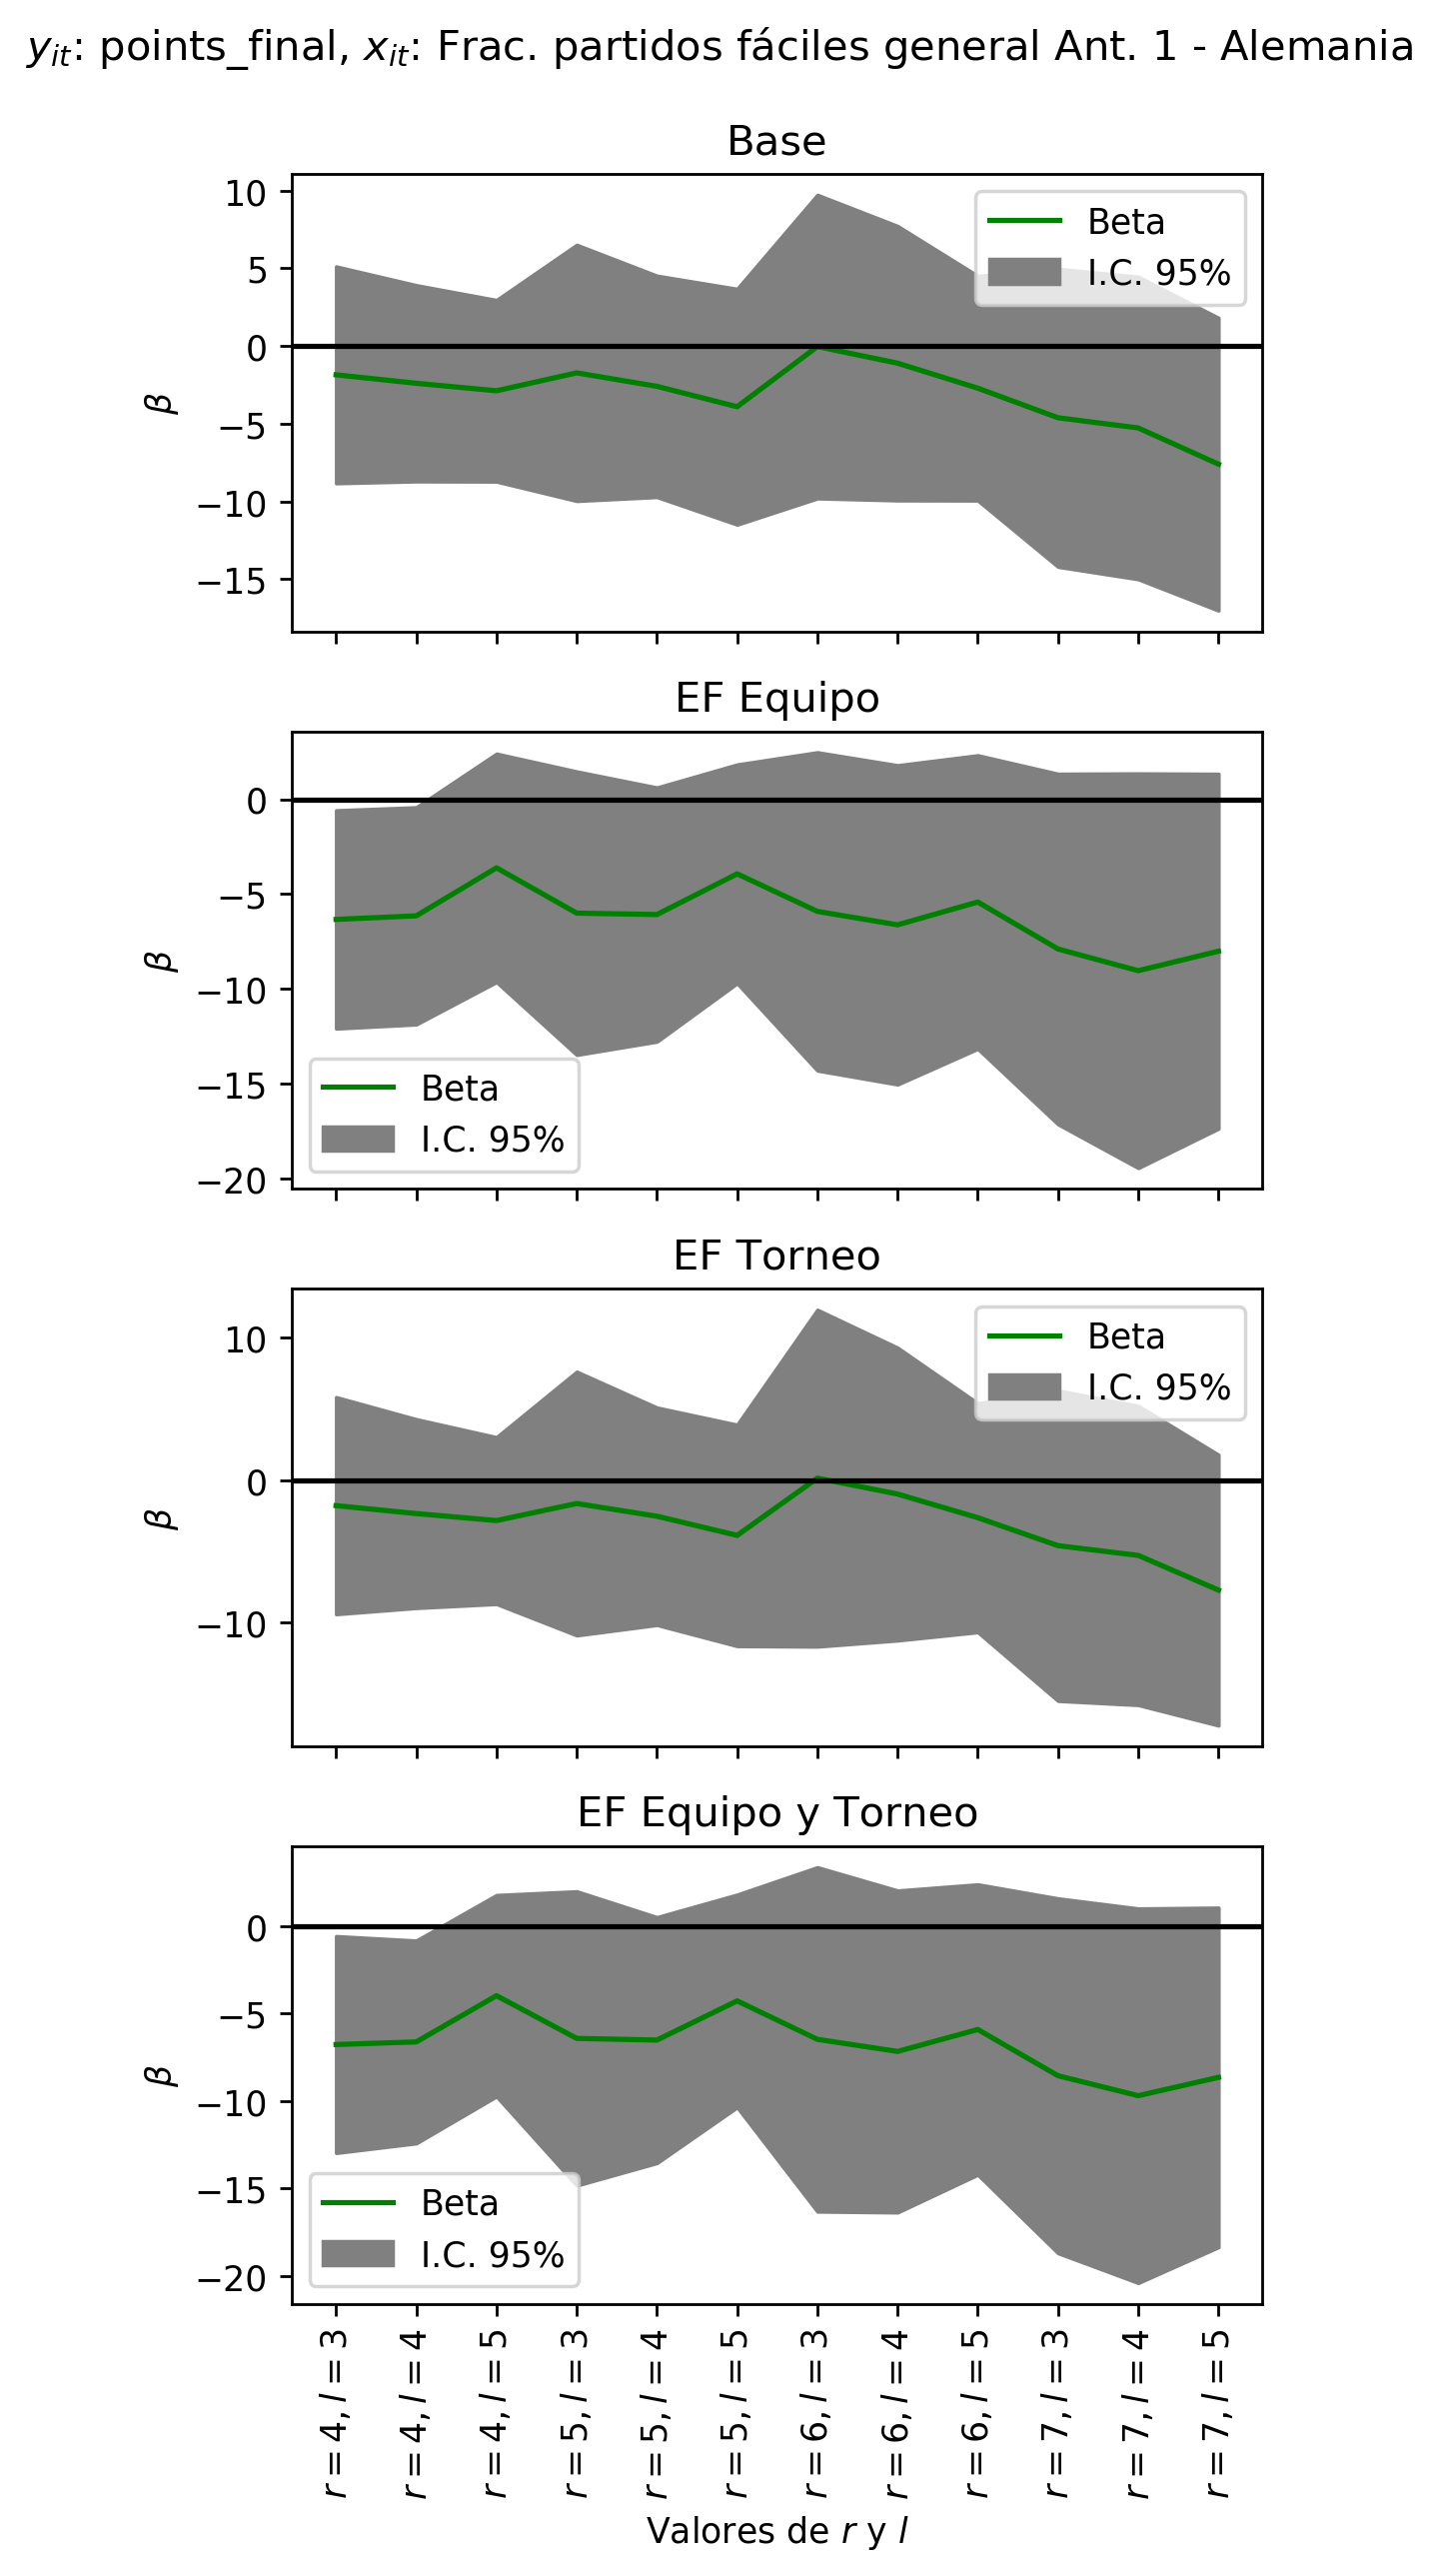 y_it: points_final, x_it: Frac. partidos fáciles general Ant. 1 - Alemania
Base
10
5
0
−5
−10
−15
β
Beta
I.C. 95%
EF Equipo
0
−5
−10
−15
−20
β
Beta
I.C. 95%
EF Torneo
10
0
−10
β
Beta
I.C. 95%
EF Equipo y Torneo
0
−5
−10
−15
−20
β
Beta
I.C. 95%
r = 4, l = 3
r = 4, l = 4
r = 4, l = 5
r = 5, l = 3
r = 5, l = 4
r = 5, l = 5
r = 6, l = 3
r = 6, l = 4
r = 6, l = 5
r = 7, l = 3
r = 7, l = 4
r = 7, l = 5
Valores de r y l